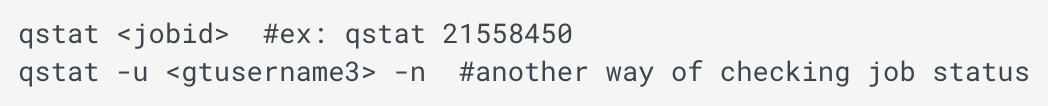 qstat <jobid>  #ex: qstat 21558450
qstat -u <gtusername3> -n  #another way of checking job status